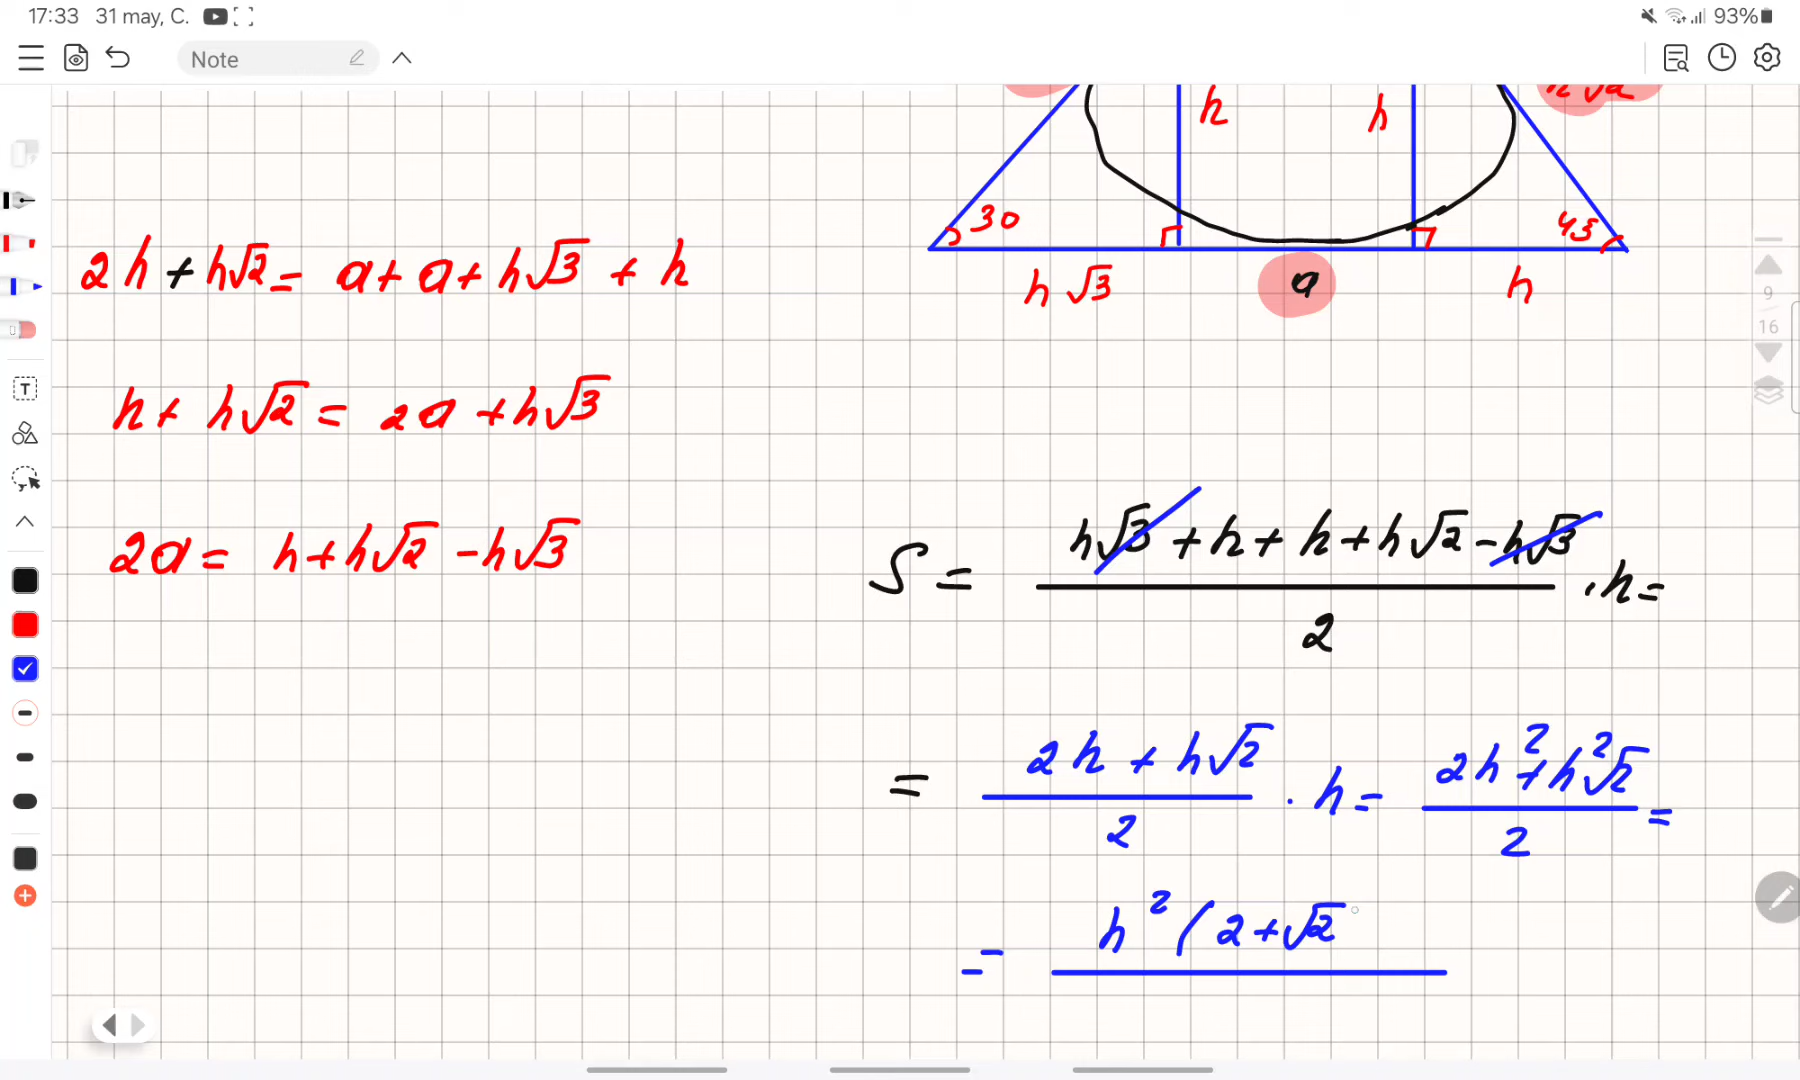 17:33 31 may, C. 93%
Note
h h h√2
30 45
h√3 a h
2h + h√2 = a + a + h√3 + h
h + h√2 = 2a + h√3
2a = h + h√2 - h√3
S = (h√3 + h + h + h√2 - h√3) / 2 · h =
= (2h + h√2) / 2 · h = (2h² + h²√2) / 2 =
= h² (2 + √2
9
16
T